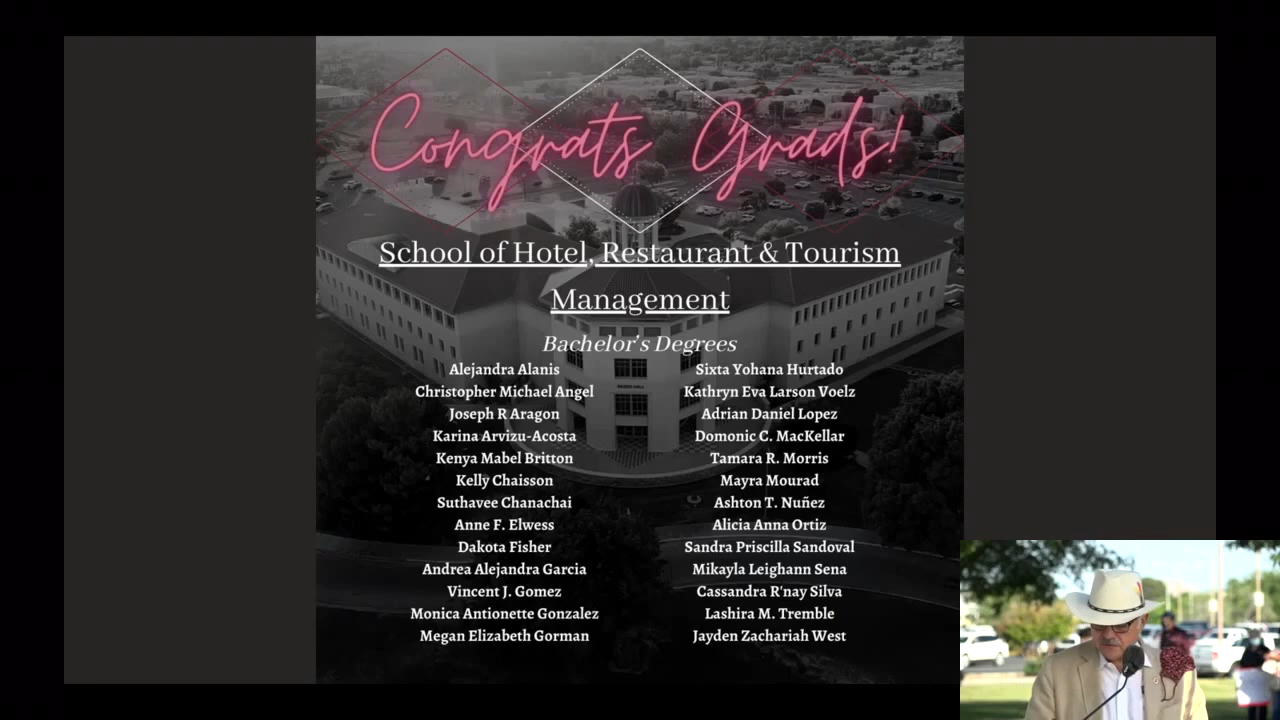 Congrats Grads!
School of Hotel, Restaurant & Tourism
Management
Bachelor's Degrees
Alejandra Alanis
Christopher Michael Angel
Joseph R Aragon
Karina Arvizu-Acosta
Kenya Mabel Britton
Kelly Chaisson
Suthavee Chanachai
Anne F. Elwess
Dakota Fisher
Andrea Alejandra Garcia
Vincent J. Gomez
Monica Antionette Gonzalez
Megan Elizabeth Gorman
Sixta Yohana Hurtado
Kathryn Eva Larson Voelz
Adrian Daniel Lopez
Domonic C. MacKellar
Tamara R. Morris
Mayra Mourad
Ashton T. Nuñez
Alicia Anna Ortiz
Sandra Priscilla Sandoval
Mikayla Leighann Sena
Cassandra R'nay Silva
Lashira M. Tremble
Jayden Zachariah West